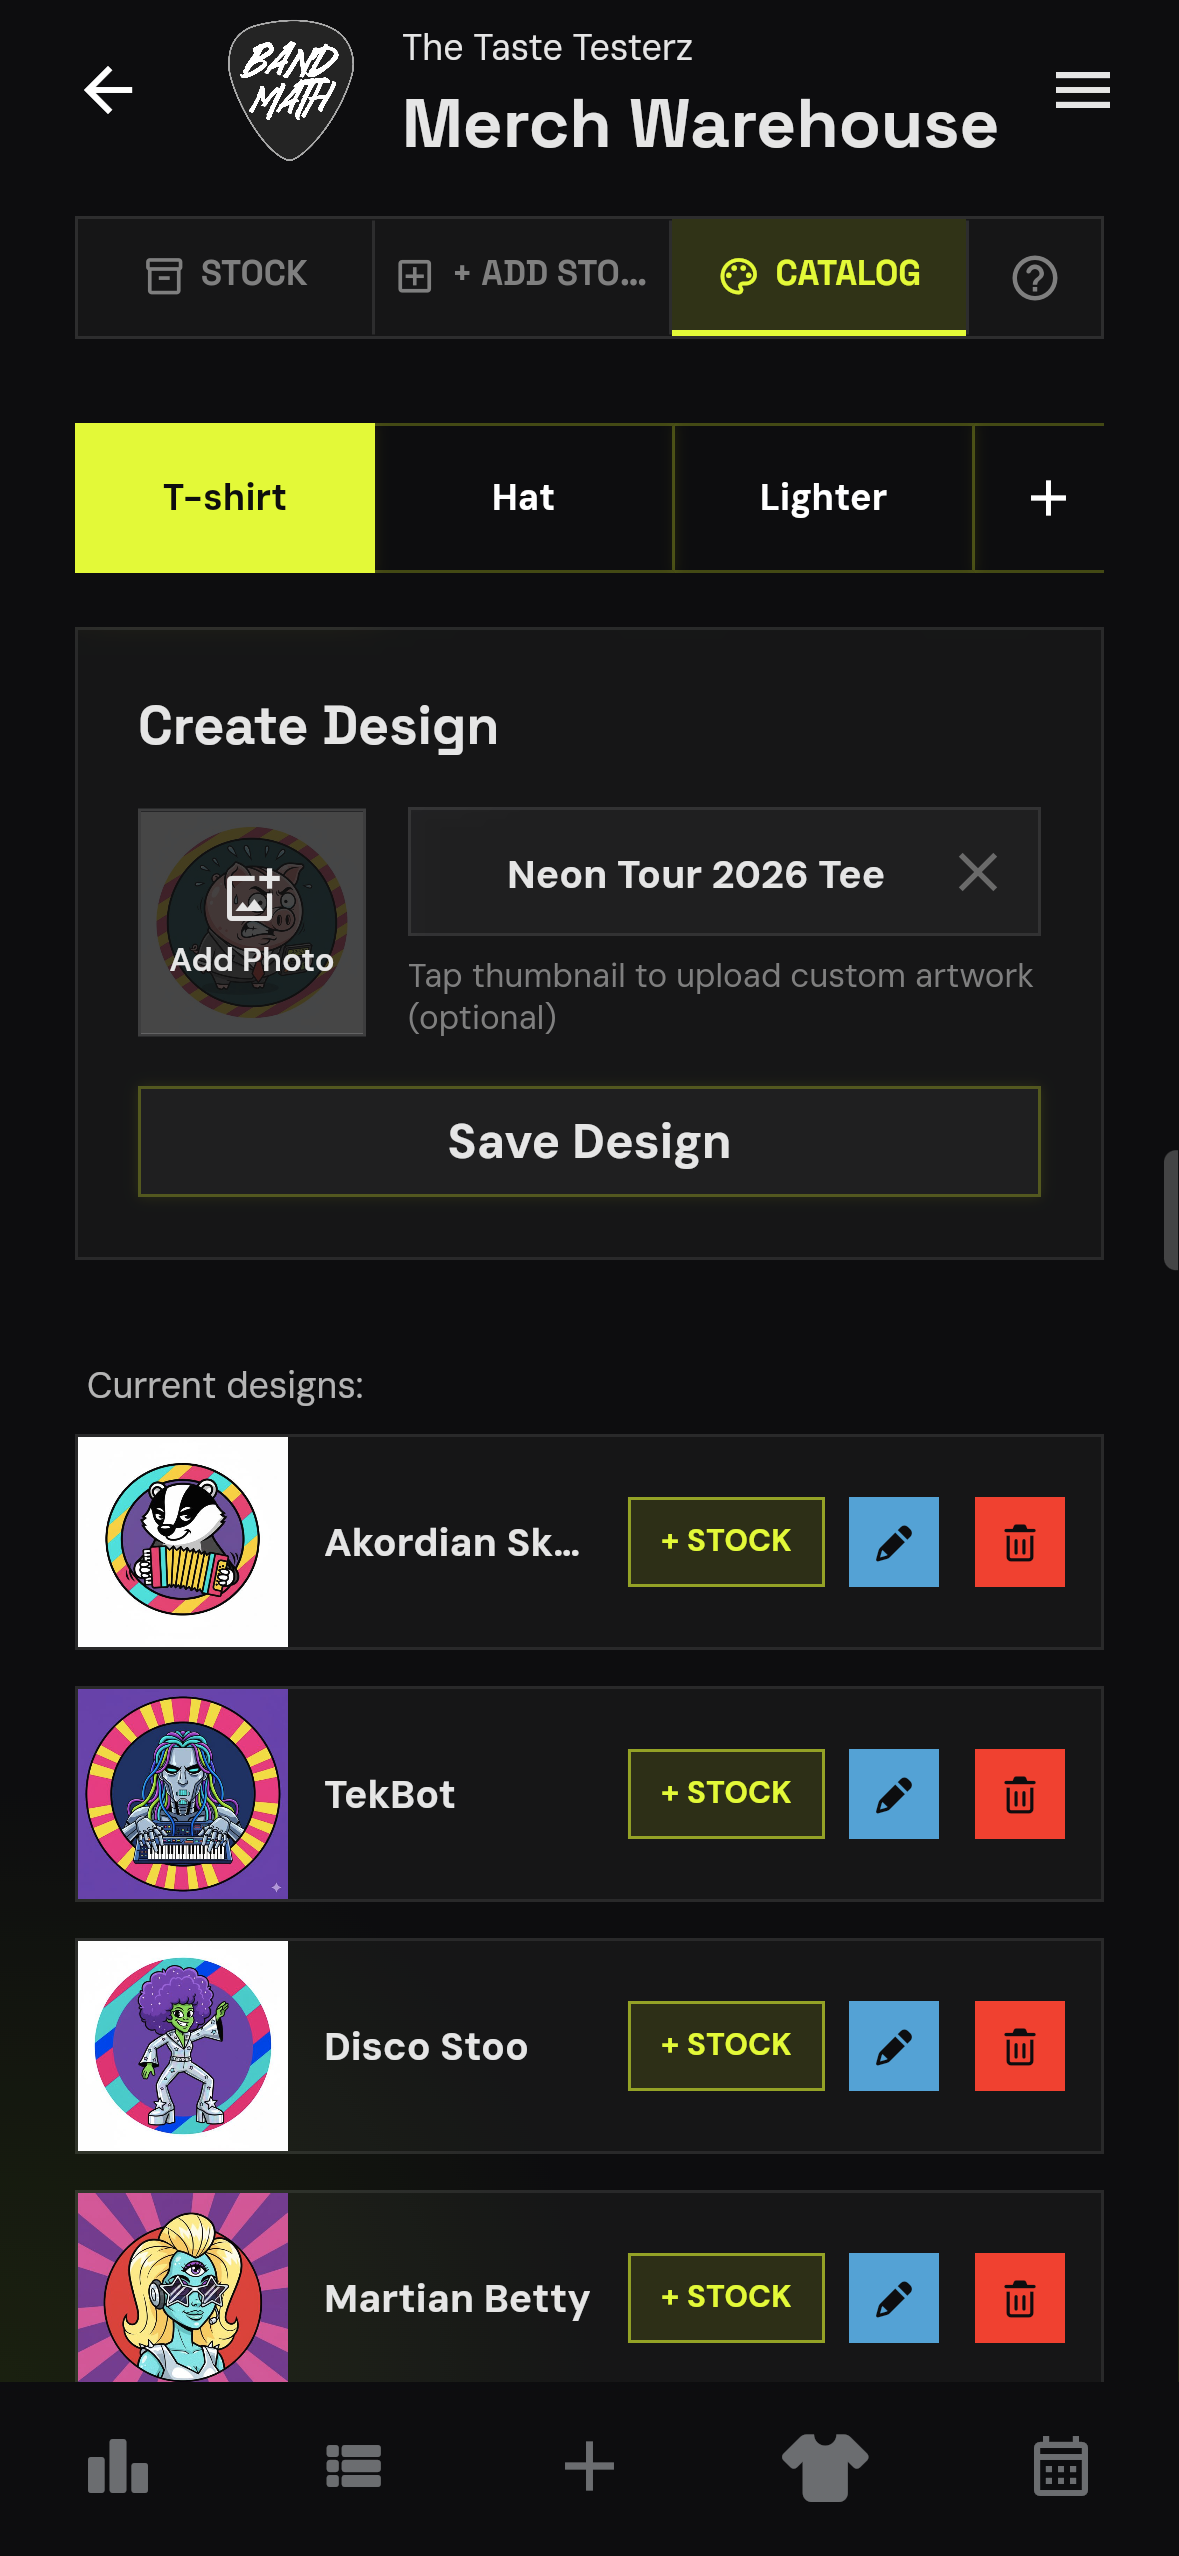 BAND
MATH
The Taste Testerz
Merch Warehouse
STOCK
+ ADD STO...
CATALOG
T-shirt
Hat
Lighter
Create Design
Add Photo
Neon Tour 2026 Tee
Tap thumbnail to upload custom artwork
(optional)
Save Design
Current designs:
Akordian Sk...
+ STOCK
TekBot
+ STOCK
Disco Stoo
+ STOCK
Martian Betty
+ STOCK